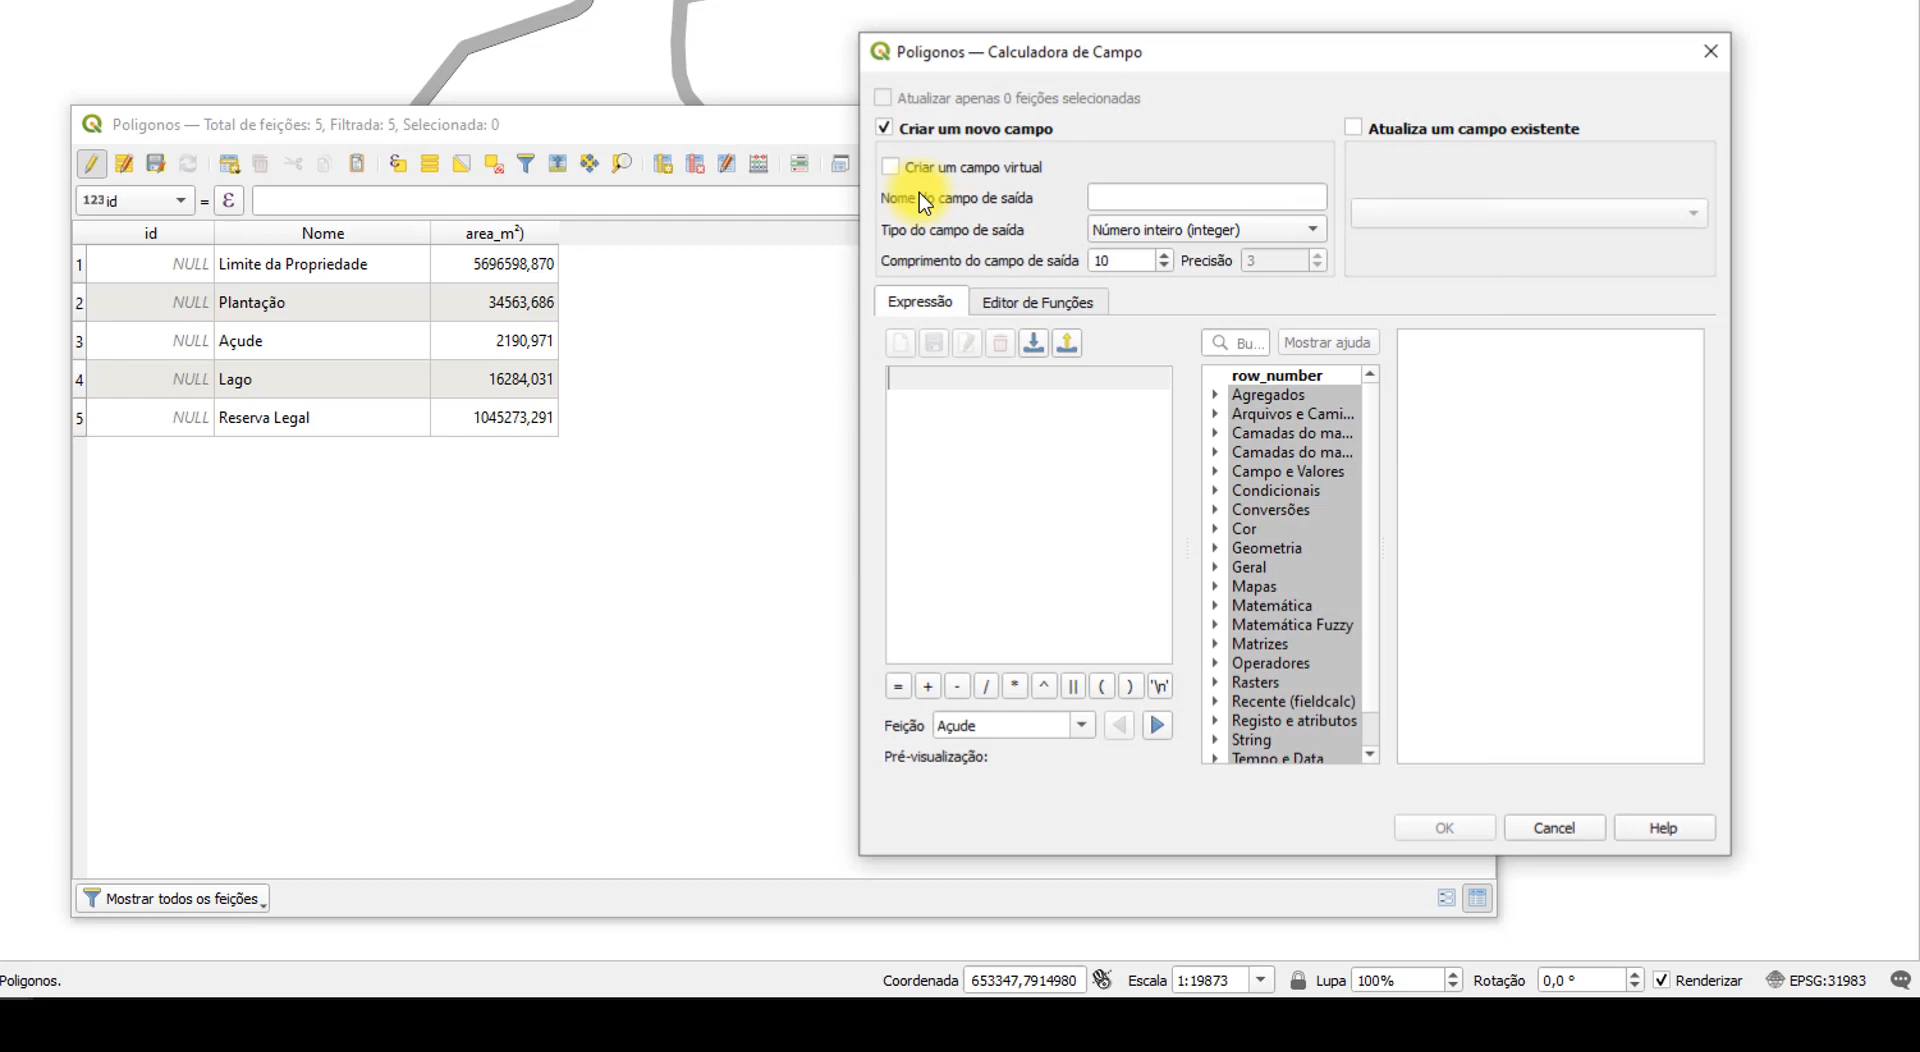 Poligonos — Calculadora de Campo
Atualizar apenas 0 feições selecionadas
Criar um novo campo
Atualiza um campo existente
Criar um campo virtual
Nome do campo de saída
Tipo do campo de saída Número inteiro (integer)
Comprimento do campo de saída 10 Precisão 3
Expressão Editor de Funções
Bu... Mostrar ajuda
row_number
Agregados
Arquivos e Cami...
Camadas do ma...
Camadas do ma...
Campo e Valores
Condicionais
Conversões
Cor
Geometria
Geral
Mapas
Matemática
Matemática Fuzzy
Matrizes
Operadores
Rasters
Recente (fieldcalc)
Registo e atributos
String
Tempo e Data
= + - / * ^ || ( ) '\n'
Feição Açude
Pré-visualização:
OK Cancel Help
Poligonos — Total de feições: 5, Filtrada: 5, Selecionada: 0
123 id = ε
id Nome area_m²)
1 NULL Limite da Propriedade 5696598,870
2 NULL Plantação 34563,686
3 NULL Açude 2190,971
4 NULL Lago 16284,031
5 NULL Reserva Legal 1045273,291
Mostrar todos os feições
Poligonos. Coordenada 653347,7914980 Escala 1:19873 Lupa 100% Rotação 0,0 ° Renderizar EPSG:31983